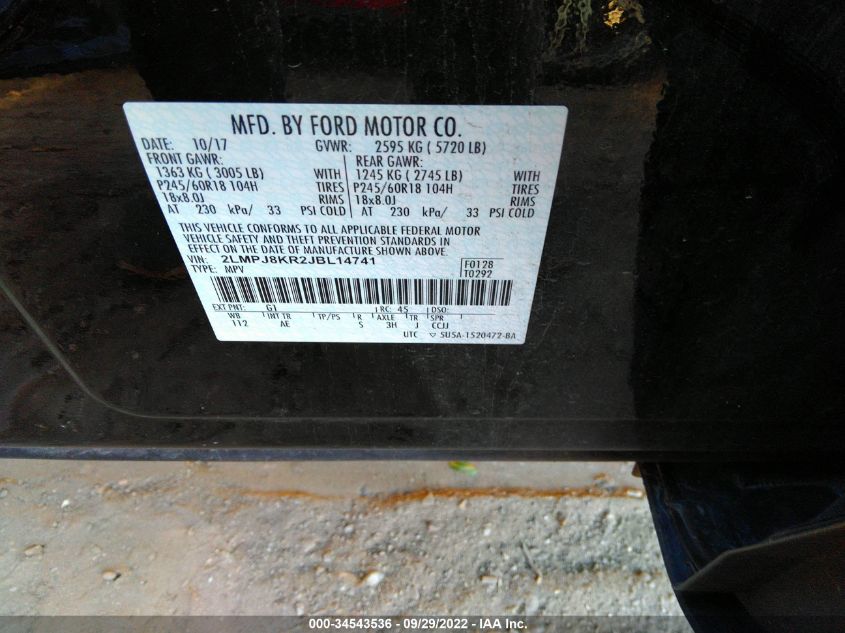 MFD. BY FORD MOTOR CO.
DATE: 10/17 GVWR: 2595 KG ( 5720 LB)
FRONT GAWR: REAR GAWR:
1363 KG ( 3005 LB) WITH 1245 KG ( 2745 LB) WITH
P245/60R18 104H TIRES P245/60R18 104H TIRES
18x8.0J RIMS 18x8.0J RIMS
AT 230 kPa/ 33 PSI COLD AT 230 kPa/ 33 PSI COLD
THIS VEHICLE CONFORMS TO ALL APPLICABLE FEDERAL MOTOR
VEHICLE SAFETY AND THEFT PREVENTION STANDARDS IN
EFFECT ON THE DATE OF MANUFACTURE SHOWN ABOVE.
VIN: 2LMPJ8KR2JBL14741 F0128
TYPE: MPV T0292
EXT PNT: G1 RC: 45 DSO:
WB INT TR TP/PS R AXLE TR SPR
112 AE S 3H J CCJJ
UTC ▽ 5U5A-1520472-BA
000-34543536 - 09/29/2022 - IAA Inc.